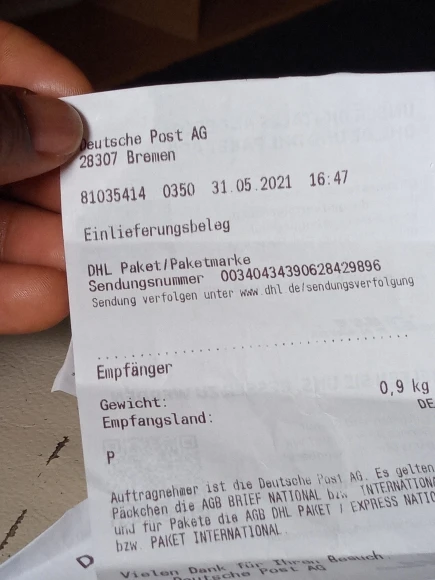 Deutsche Post AG
28307 Bremen
81035414 0350 31.05.2021 16:47
Einlieferungsbeleg
DHL Paket/Paketmarke
Sendungsnummer 00340434390628429896
Sendung verfolgen unter www.dhl.de/sendungsverfolgung
Empfänger
Gewicht: 0,9 kg
Empfangsland: DE
P
Auftragnehmer ist die Deutsche Post AG. Es gelten
Päckchen die AGB BRIEF NATIONAL bzw. INTERNATIONA
und für Pakete die AGB DHL PAKET / EXPRESS NATIO
bzw. PAKET INTERNATIONAL.
Vielen Dank für Ihren Besuch
Deutsche Post AG
D